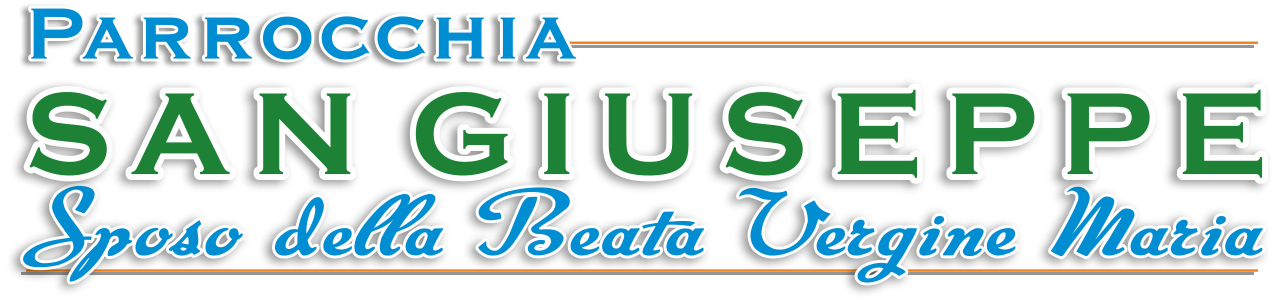 PARROCCHIA
SAN GIUSEPPE
Sposo della Beata Vergine Maria